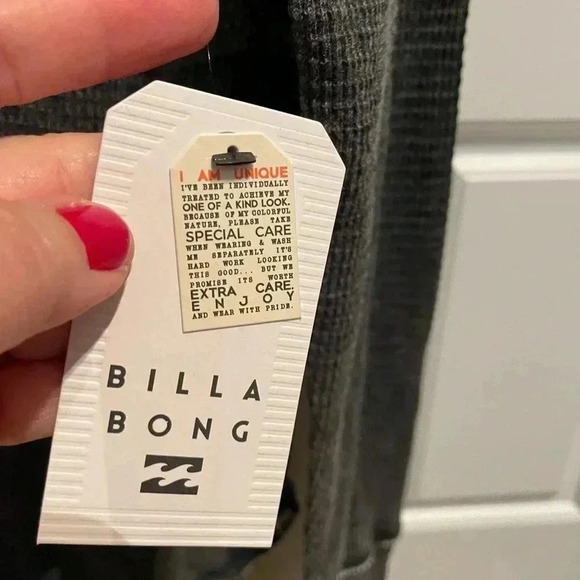 I AM UNIQUE
I'VE BEEN INDIVIDUALLY
TREATED TO ACHIEVE MY
ONE OF A KIND LOOK.
BECAUSE OF MY COLORFUL
NATURE, PLEASE TAKE
SPECIAL CARE
WHEN WEARING & WASH
ME SEPARATELY IT'S
HARD WORK LOOKING
THIS GOOD... BUT WE
PROMISE ITS WORTH
EXTRA CARE.
ENJOY
AND WEAR WITH PRIDE.
BILLA
BONG